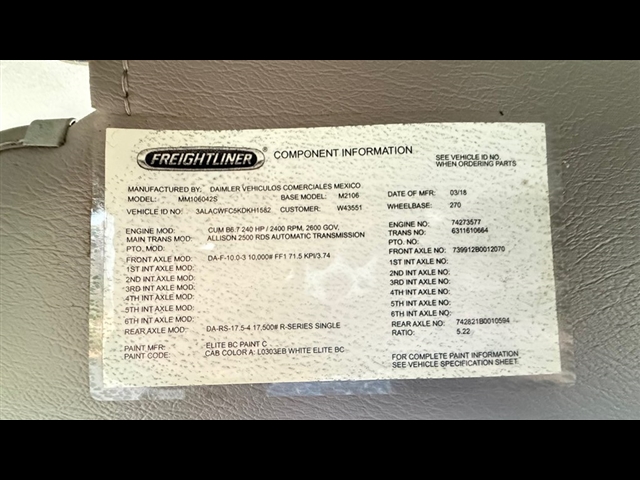 FREIGHTLINER COMPONENT INFORMATION SEE VEHICLE ID NO. WHEN ORDERING PARTS
MANUFACTURED BY: DAIMLER VEHICULOS COMERCIALES MEXICO DATE OF MFR: 03/18
MODEL: MM106042S BASE MODEL: M2106 WHEELBASE: 270
VEHICLE ID NO: 3ALACWFC5KDKH1582 CUSTOMER: W43551
ENGINE MOD: CUM B6.7 240 HP / 2400 RPM, 2600 GOV, ENGINE NO: 74273577
MAIN TRANS MOD: ALLISON 2500 RDS AUTOMATIC TRANSMISSION TRANS NO: 6311610664
PTO, MOD: PTO, NO:
FRONT AXLE MOD: DA-F-10.0-3 10,000# FF1 71.5 KPI/3.74 FRONT AXLE NO: 739912B0012070
1ST INT AXLE MOD: 1ST INT AXLE NO:
2ND INT AXLE MOD: 2ND INT AXLE NO:
3RD INT AXLE MOD: 3RD INT AXLE NO:
4TH INT AXLE MOD: 4TH INT AXLE NO:
5TH INT AXLE MOD: 5TH INT AXLE NO:
6TH INT AXLE MOD: 6TH INT AXLE NO:
REAR AXLE MOD: DA-RS-17.5-4 17,500# R-SERIES SINGLE REAR AXLE NO: 742821B0010594
RATIO: 5.22
PAINT MFR: ELITE BC PAINT C
PAINT CODE: CAB COLOR A: L0303EB WHITE ELITE BC
FOR COMPLETE PAINT INFORMATION
SEE VEHICLE SPECIFICATION SHEET.